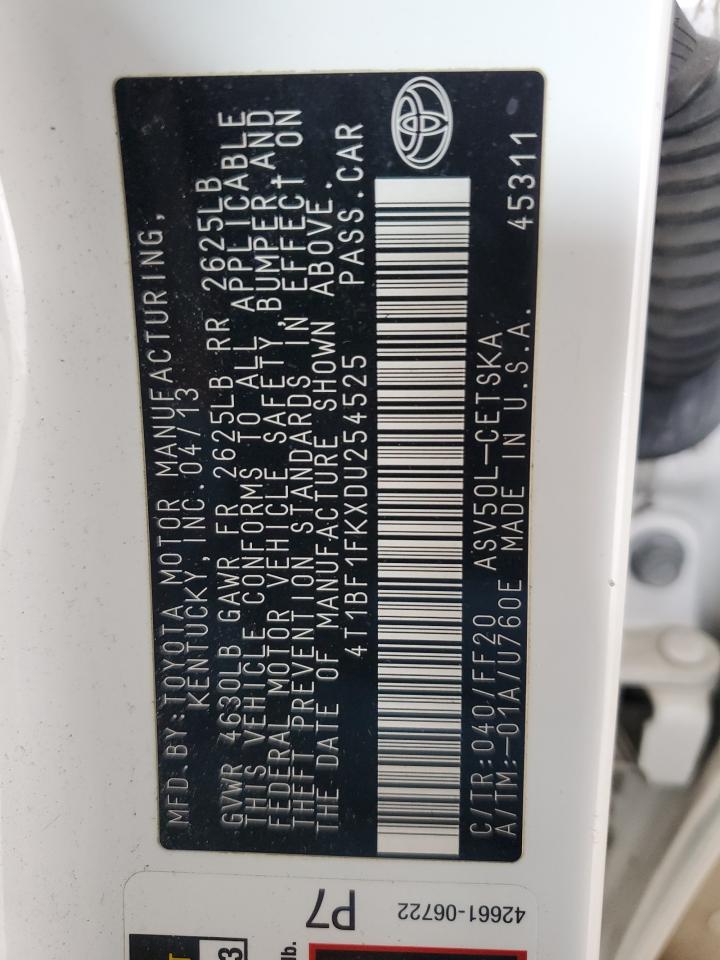 MFD.BY:TOYOTA MOTOR MANUFACTURING,
KENTUCKY, INC.04/13
GVWR 4630LB GAWR FR 2625LB RR 2625LB
THIS VEHICLE CONFORMS TO ALL APPLICABLE
FEDERAL MOTOR VEHICLE SAFETY, BUMPER AND
THEFT PREVENTION STANDARDS IN EFFECT ON
THE DATE OF MANUFACTURE SHOWN ABOVE.
4T1BF1FKXDU254525 PASS.CAR
C/TR:040/FF20 ASV50L-CETSKA
A/TM:-01A/U760E MADE IN U.S.A. 45311
P7
42661-06722
3
lb.